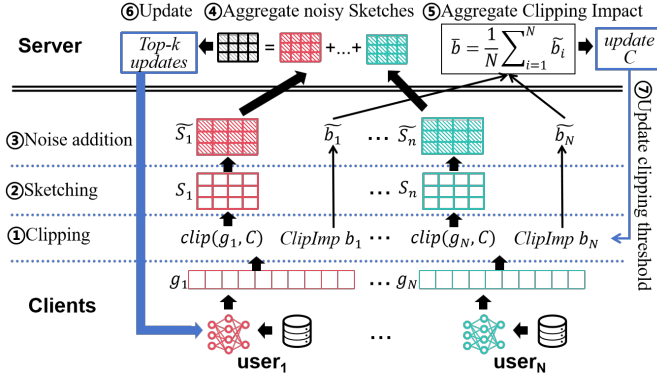 ⑥Update ④Aggregate noisy Sketches ⑤Aggregate Clipping Impact
Server
Top-k
updates
= +...+
b̄ = 1/N ∑_{i=1}^{N} b̃_i
update
C
③Noise addition
S̃_1 b̃_1 ... S̃_n b̃_N
②Sketching
S_1 ... S_n
①Clipping
clip(g_1, C) ClipImp b_1 ... clip(g_N, C) ClipImp b_N
⑦Update clipping threshold
g_1 ... g_N
Clients
...
user_1 user_N